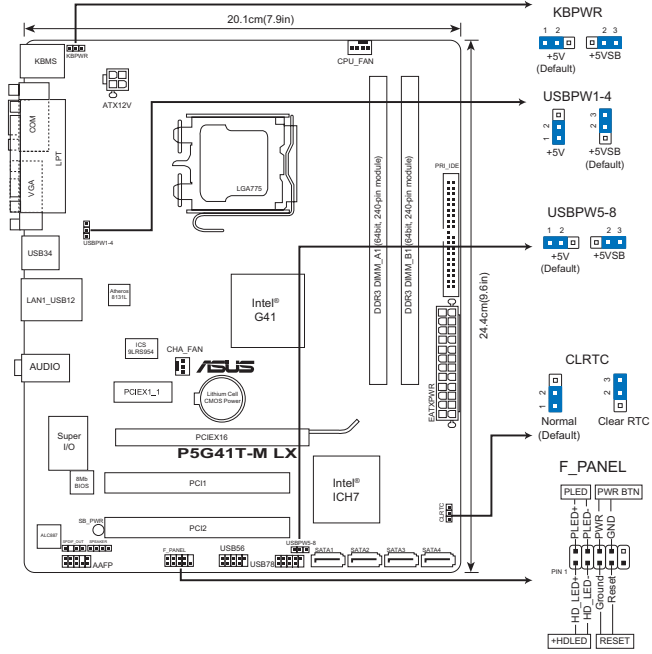 20.1cm(7.9in)
KBPWR
KBMS
KBPWR
CPU_FAN
1 2
2 3
+5V
(Default)
+5VSB
ATX12V
USBPW1-4
1
2
2
3
+5V
+5VSB
(Default)
COM
LPT
VGA
LGA775
PRI_IDE
DDR3 DIMM_A1 (64bit, 240-pin module)
DDR3 DIMM_B1 (64bit, 240-pin module)
USBPW1-4
USB34
USBPW5-8
1 2
2 3
+5V
(Default)
+5VSB
LAN1_USB12
Atheros
8131L
Intel®
G41
24.4cm(9.6in)
ICS
9LRS954
CHA_FAN
ASUS
AUDIO
EATXPWR
CLRTC
1
2
2
3
Normal
(Default)
Clear RTC
PCIEX1_1
Lithium Cell
CMOS Power
Super
I/O
PCIEX16
P5G41T-M LX
F_PANEL
8Mb
BIOS
PCI1
Intel®
ICH7
PLED
PWR BTN
PLED+
PLED-
PWR
GND
CLRTC
SB_PWR
PCI2
ALC887
SPDIF_OUT
SPEAKER
AAFP
F_PANEL
USB56
USB78
USBPW5-8
SATA1
SATA2
SATA3
SATA4
PIN 1
HD_LED+
HD_LED-
Ground
Reset
+HDLED
RESET